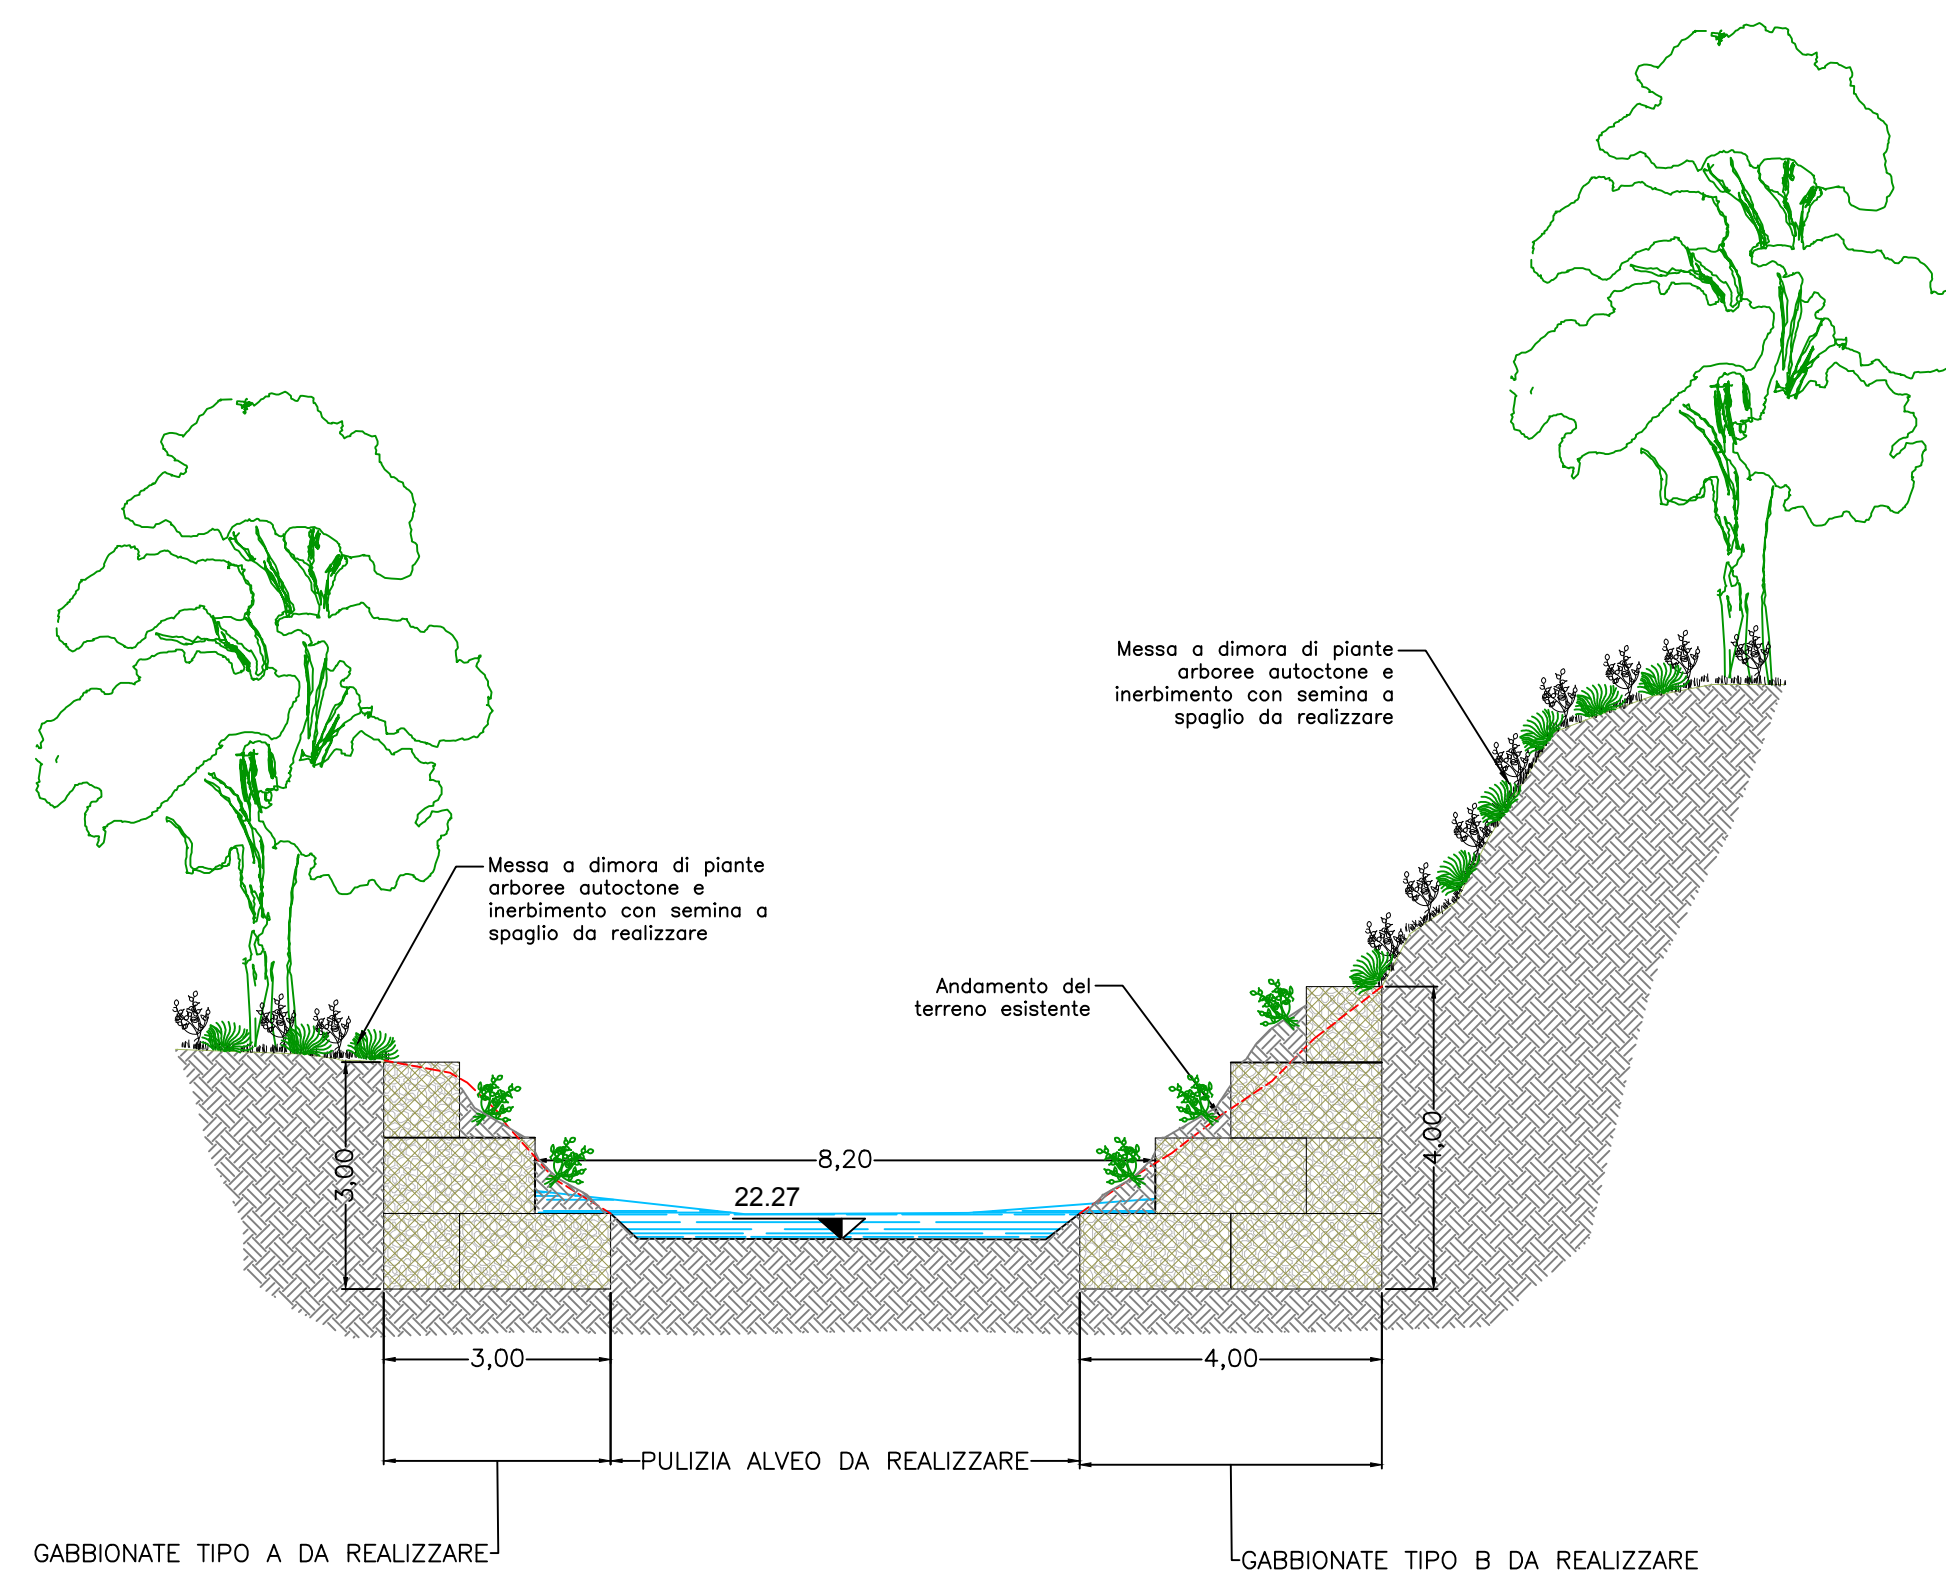 Messa a dimora di piante
arboree autoctone e
inerbimento con semina a
spaglio da realizzare
Messa a dimora di piante
arboree autoctone e
inerbimento con semina a
spaglio da realizzare
Andamento del
terreno esistente
8,20
22.27
3,00
4,00
3,00
4,00
PULIZIA ALVEO DA REALIZZARE
GABBIONATE TIPO A DA REALIZZARE
GABBIONATE TIPO B DA REALIZZARE